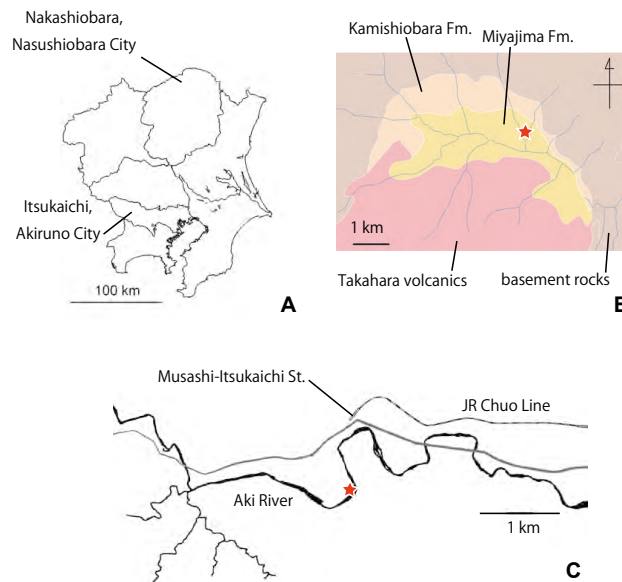 Nakashiobara,
Nasushiobara City
Itsukaichi,
Akiruno City
100 km
A
Kamishiobara Fm.
Miyajima Fm.
4
1 km
Takahara volcanics
basement rocks
B
Musashi-Itsukaichi St.
JR Chuo Line
Aki River
1 km
C